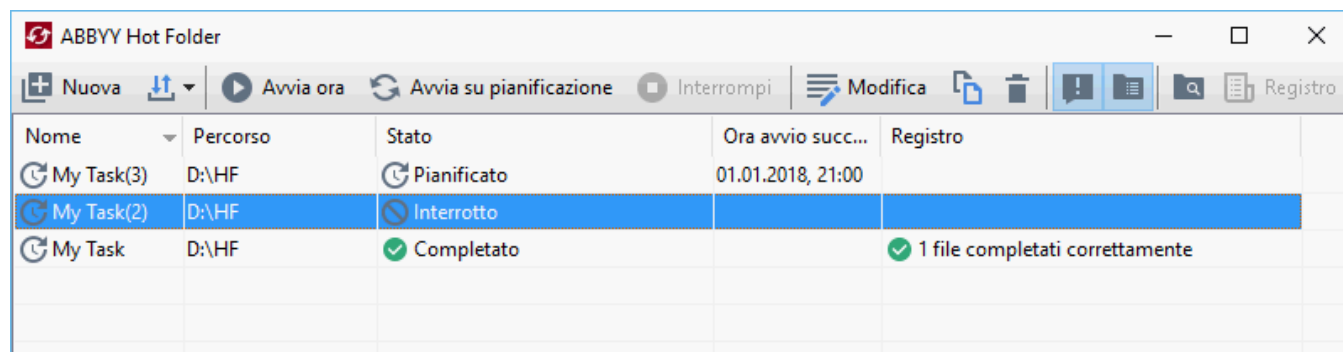 ABBYY Hot Folder
Nuova Avvia ora Avvia su pianificazione Interrompi Modifica Registro
Nome Percorso Stato Ora avvio succ... Registro
My Task(3) D:\HF Pianificato 01.01.2018, 21:00
My Task(2) D:\HF Interrotto
My Task D:\HF Completato 1 file completati correttamente